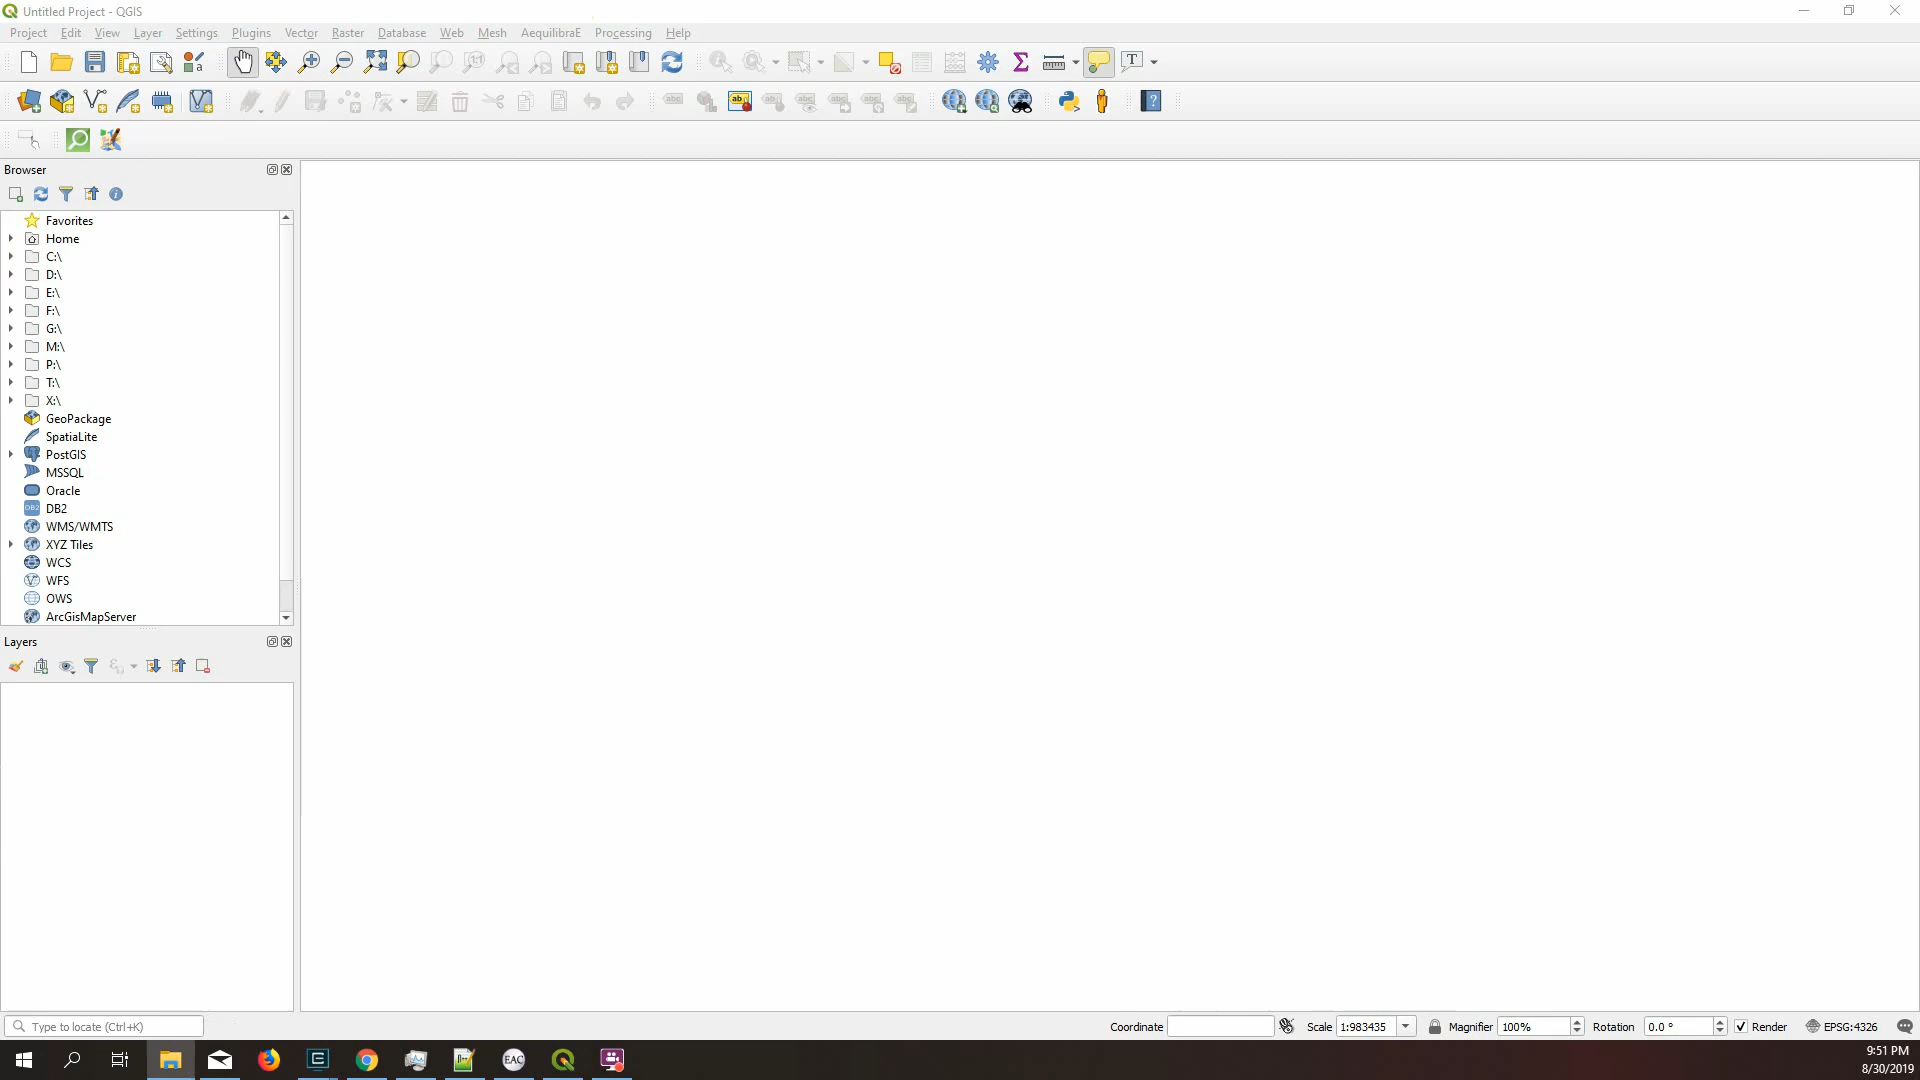 Untitled Project - QGIS
Project Edit View Layer Settings Plugins Vector Raster Database Web Mesh AequilibraE Processing Help
Browser
Favorites
Home
C:\
D:\
E:\
F:\
G:\
M:\
P:\
T:\
X:\
GeoPackage
SpatiaLite
PostGIS
MSSQL
Oracle
DB2
WMS/WMTS
XYZ Tiles
WCS
WFS
OWS
ArcGisMapServer
Layers
Type to locate (Ctrl+K)
Coordinate Scale 1:983435 Magnifier 100% Rotation 0.0 ° Render EPSG:4326
EAC
9:51 PM
8/30/2019